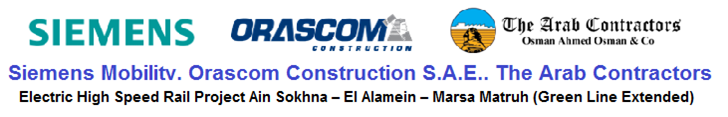 SIEMENS ORASCOM CONSTRUCTION The Arab Contractors Osman Ahmed Osman & Co
Siemens Mobility. Orascom Construction S.A.E.. The Arab Contractors
Electric High Speed Rail Project Ain Sokhna – El Alamein – Marsa Matruh (Green Line Extended)